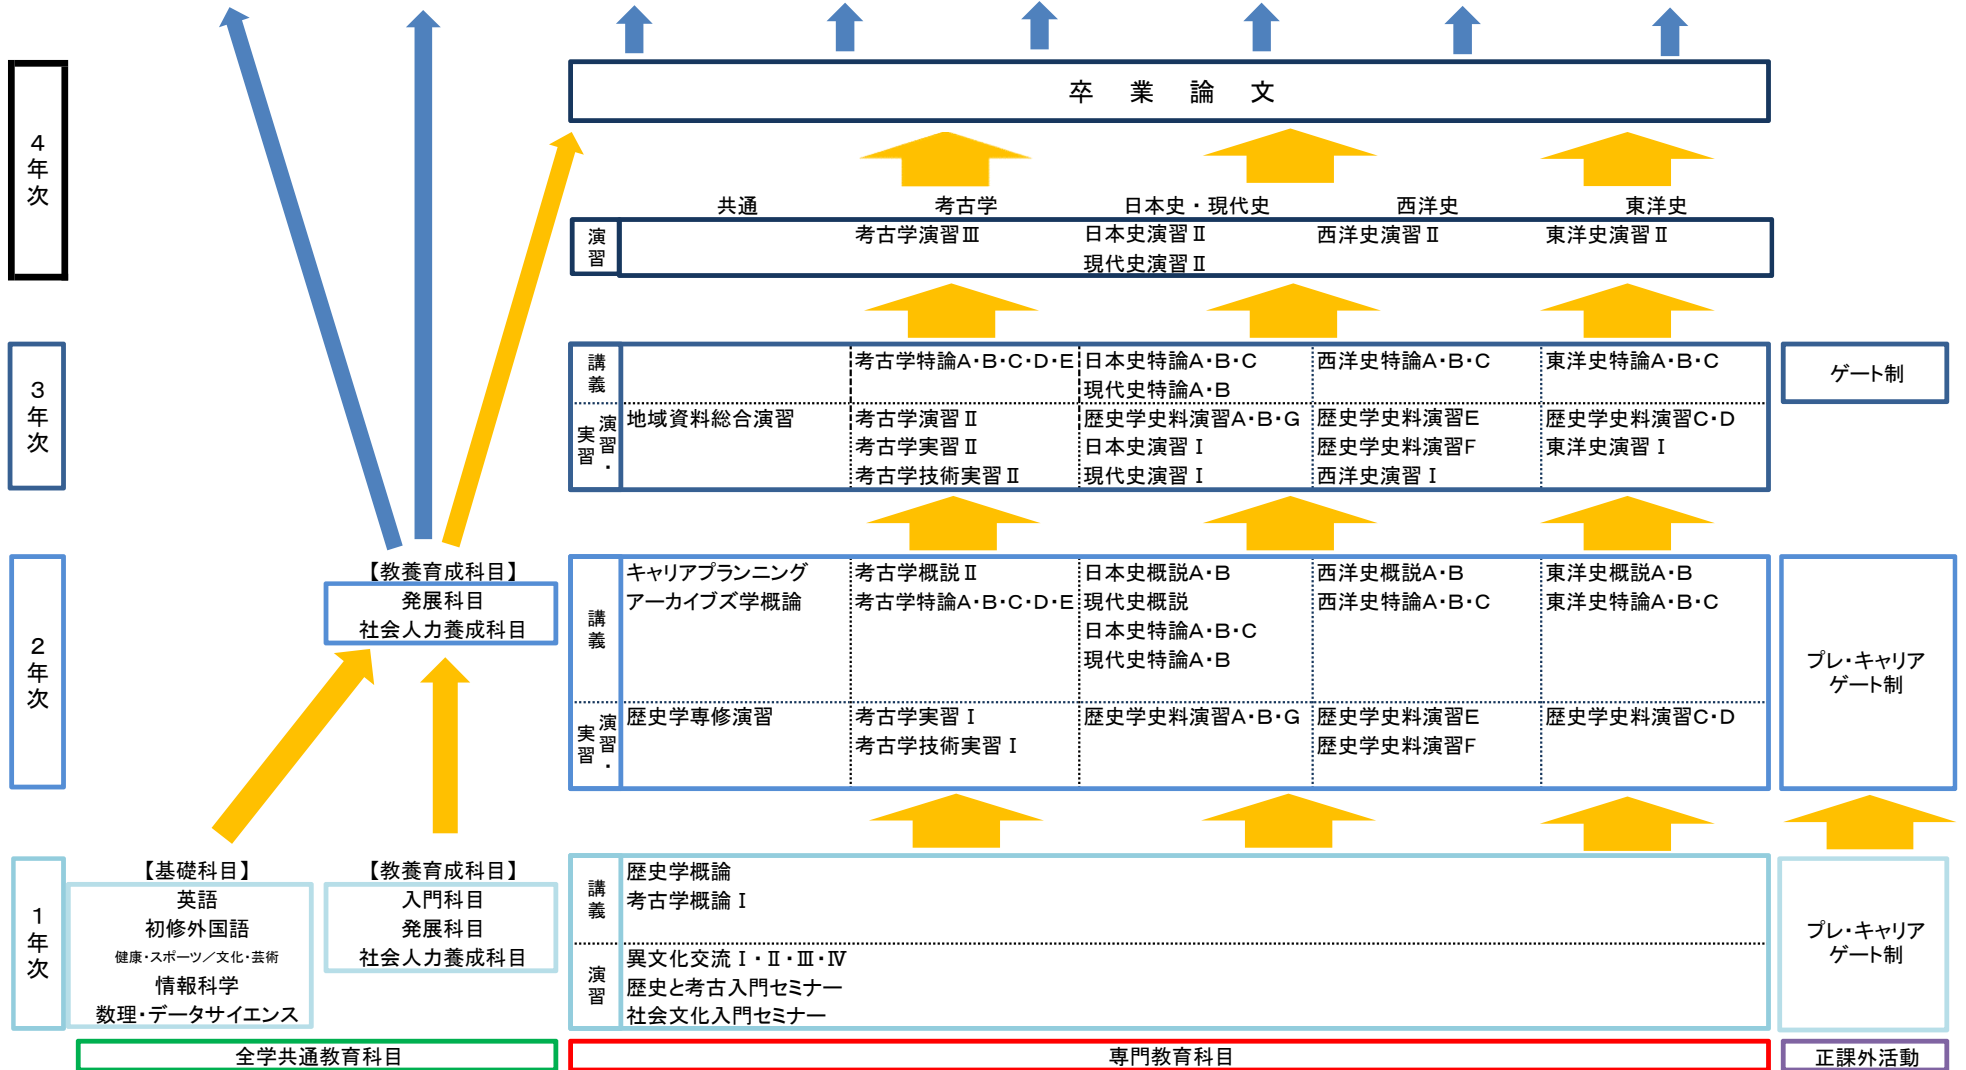 卒業論文
4年次
共通 考古学 日本史・現代史 西洋史 東洋史
演習
考古学演習Ⅲ 日本史演習Ⅱ 西洋史演習Ⅱ 東洋史演習Ⅱ
現代史演習Ⅱ
3年次
講義
考古学特論A・B・C・D・E 日本史特論A・B・C 西洋史特論A・B・C 東洋史特論A・B・C
現代史特論A・B
演習・実習
地域資料総合演習 考古学演習Ⅱ 歴史学史料演習A・B・G 歴史学史料演習E 歴史学史料演習C・D
考古学実習Ⅱ 日本史演習Ⅰ 歴史学史料演習F 東洋史演習Ⅰ
考古学技術実習Ⅱ 現代史演習Ⅰ 西洋史演習Ⅰ
ゲート制
2年次
【教養育成科目】
発展科目
社会人力養成科目
講義
キャリアプランニング 考古学概説Ⅱ 日本史概説A・B 西洋史概説A・B 東洋史概説A・B
アーカイブズ学概論 考古学特論A・B・C・D・E 現代史概説 西洋史特論A・B・C 東洋史特論A・B・C
日本史特論A・B・C
現代史特論A・B
演習・実習
歴史学専修演習 考古学実習Ⅰ 歴史学史料演習A・B・G 歴史学史料演習E 歴史学史料演習C・D
考古学技術実習Ⅰ 歴史学史料演習F
プレ・キャリア
ゲート制
1年次
【基礎科目】
英語
初修外国語
健康・スポーツ／文化・芸術
情報科学
数理・データサイエンス
【教養育成科目】
入門科目
発展科目
社会人力養成科目
講義
歴史学概論
考古学概論Ⅰ
演習
異文化交流Ⅰ・Ⅱ・Ⅲ・Ⅳ
歴史と考古入門セミナー
社会文化入門セミナー
プレ・キャリア
ゲート制
全学共通教育科目 専門教育科目 正課外活動